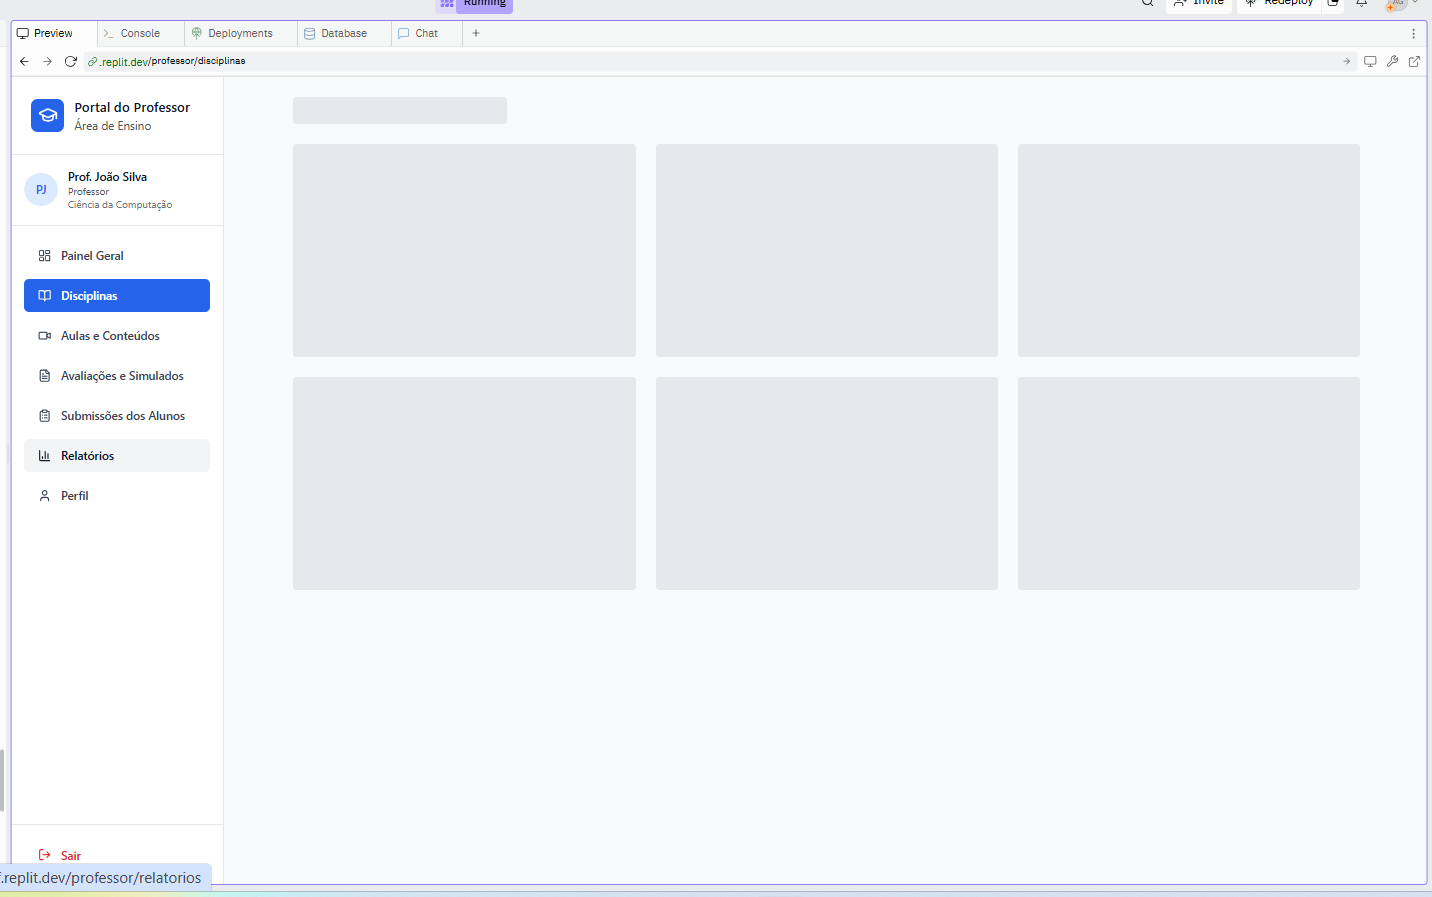 Running
Invite
Redeploy
AG
Preview
Console
Deployments
Database
Chat
.replit.dev/professor/disciplinas
Portal do Professor
Área de Ensino
PJ
Prof. João Silva
Professor
Ciência da Computação
Painel Geral
Disciplinas
Aulas e Conteúdos
Avaliações e Simulados
Submissões dos Alunos
Relatórios
Perfil
Sair
.replit.dev/professor/relatorios